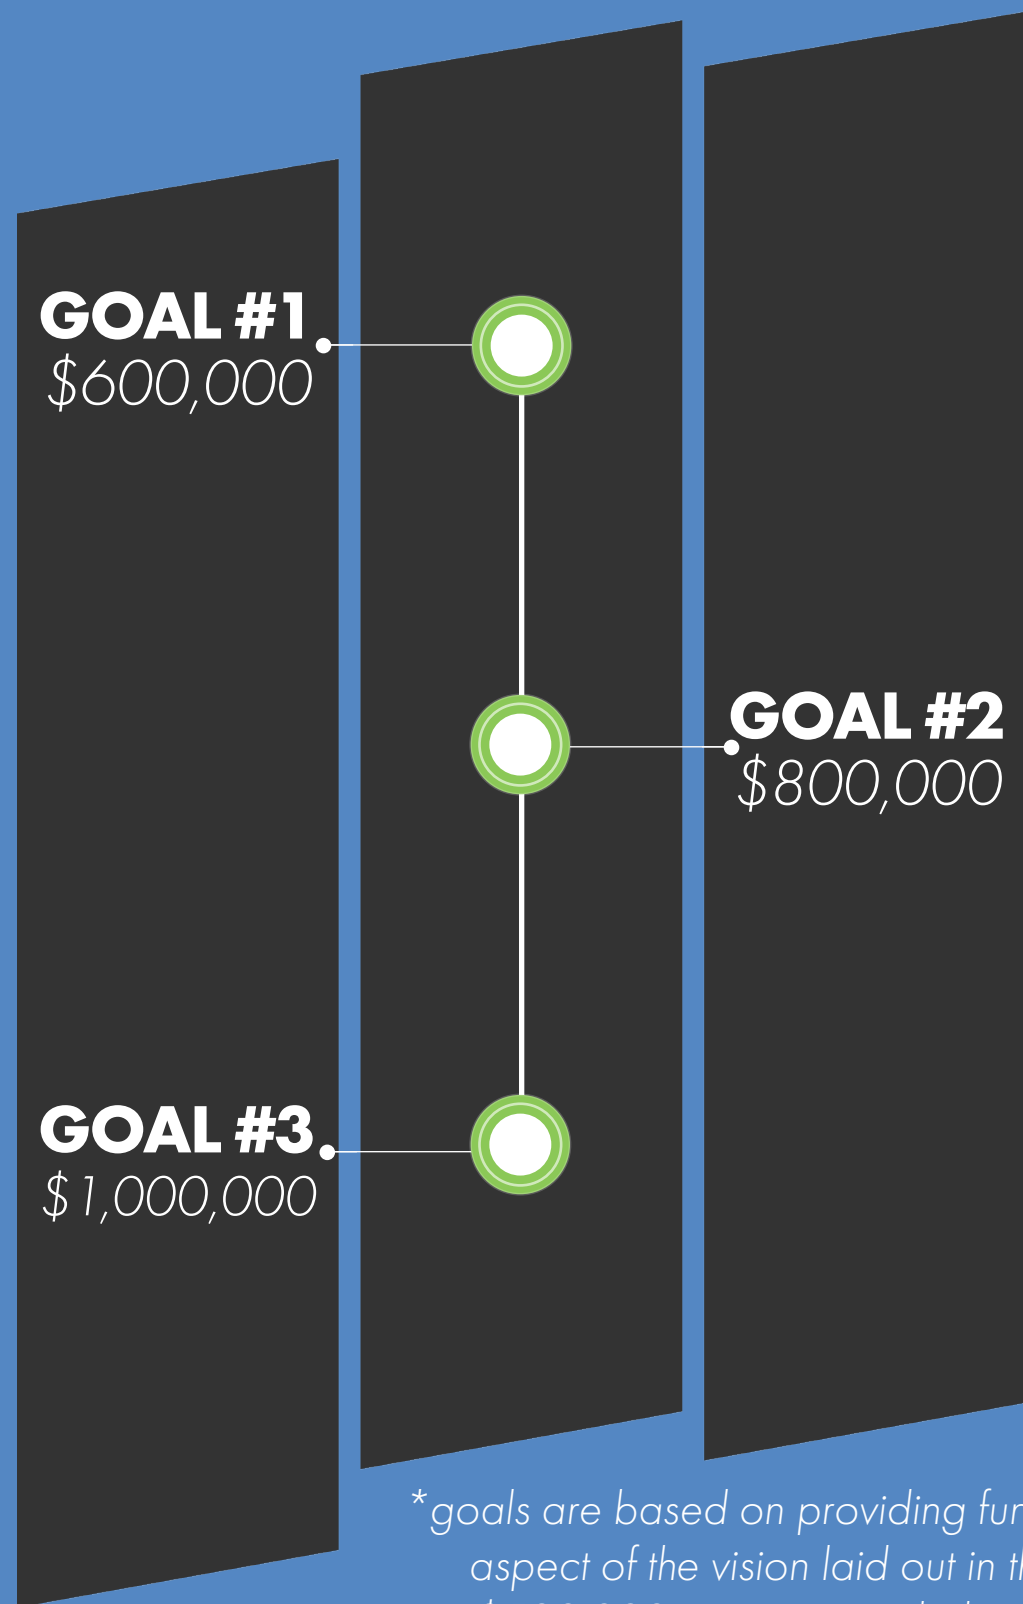 GOAL #1
$600,000
GOAL #2
$800,000
GOAL #3
$1,000,000
*goals are based on providing
aspect of the vision laid out in